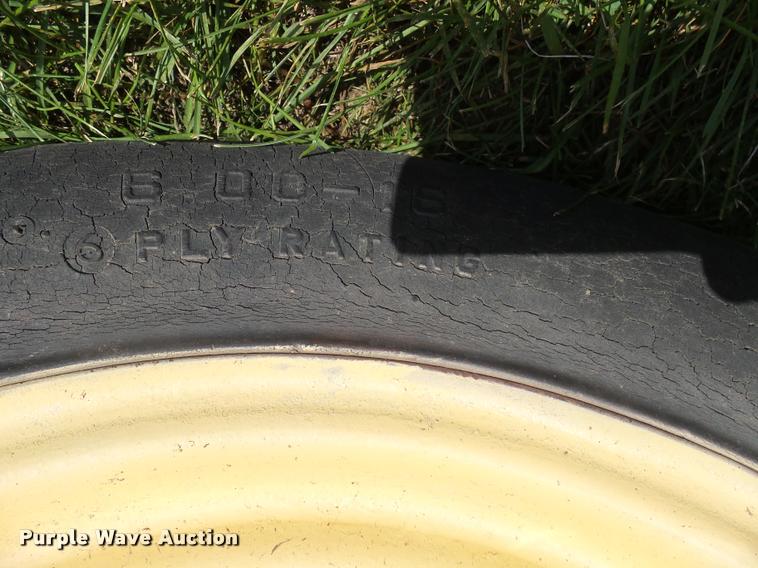 6.00-16
6 PLY RATING
Purple Wave Auction